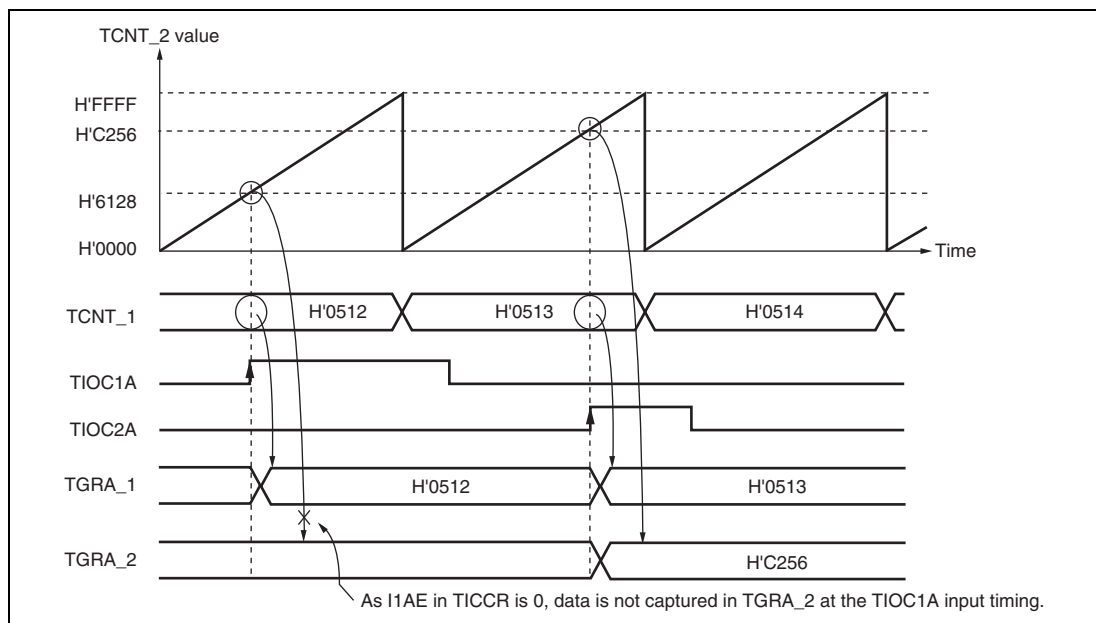 TCNT_2 value
H'FFFF
H'C256
H'6128
H'0000
Time
TCNT_1
H'0512
H'0513
H'0514
TIOC1A
TIOC2A
TGRA_1
H'0512
H'0513
TGRA_2
H'C256
As I1AE in TICCR is 0, data is not captured in TGRA_2 at the TIOC1A input timing.